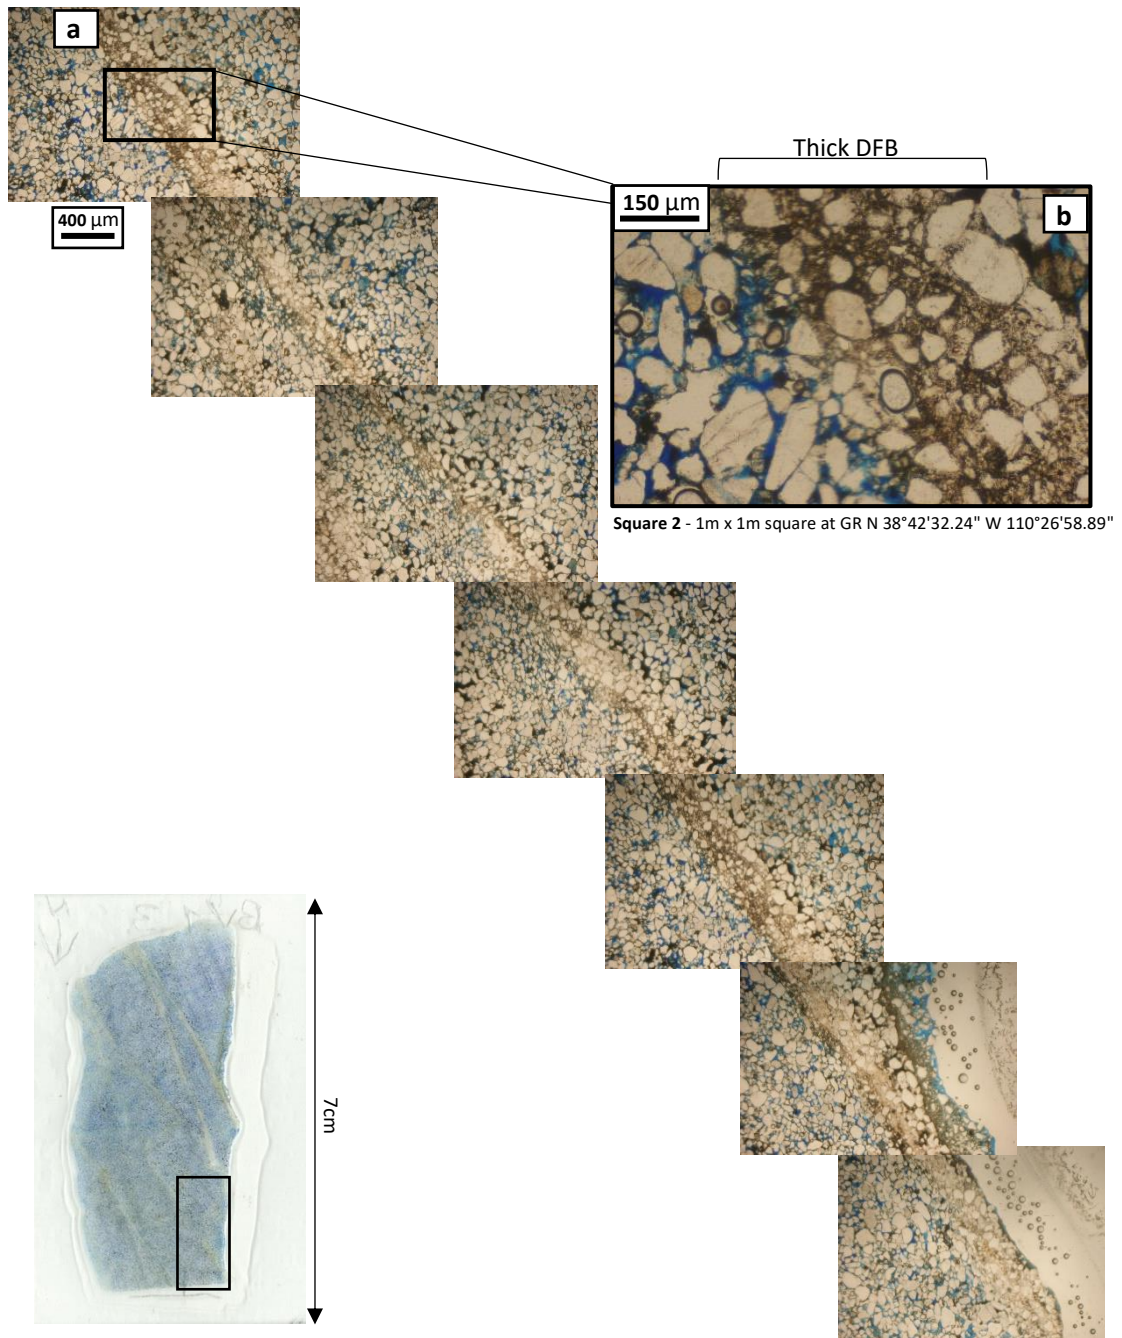 a
400 µm
Thick DFB
150 µm
b
Square 2 - 1m x 1m square at GR N 38°42'32.24" W 110°26'58.89"
7cm